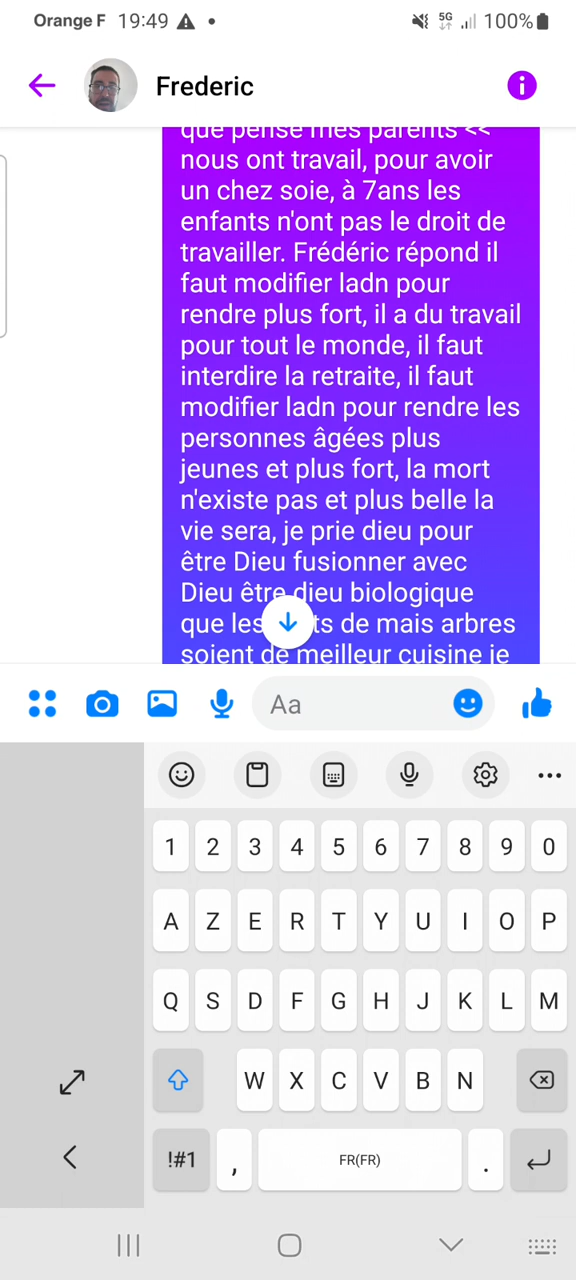 Orange F 19:49 5G 100%
Frederic
que pense mes parents <<
nous ont travail, pour avoir
un chez soie, à 7ans les
enfants n'ont pas le droit de
travailler. Frédéric répond il
faut modifier ladn pour
rendre plus fort, il a du travail
pour tout le monde, il faut
interdire la retraite, il faut
modifier ladn pour rendre les
personnes âgées plus
jeunes et plus fort, la mort
n'existe pas et plus belle la
vie sera, je prie dieu pour
être Dieu fusionner avec
Dieu être dieu biologique
que les ts de mais arbres
soient de meilleur cuisine je
Aa
1 2 3 4 5 6 7 8 9 0
A Z E R T Y U I O P
Q S D F G H J K L M
W X C V B N
!#1 , FR(FR) .